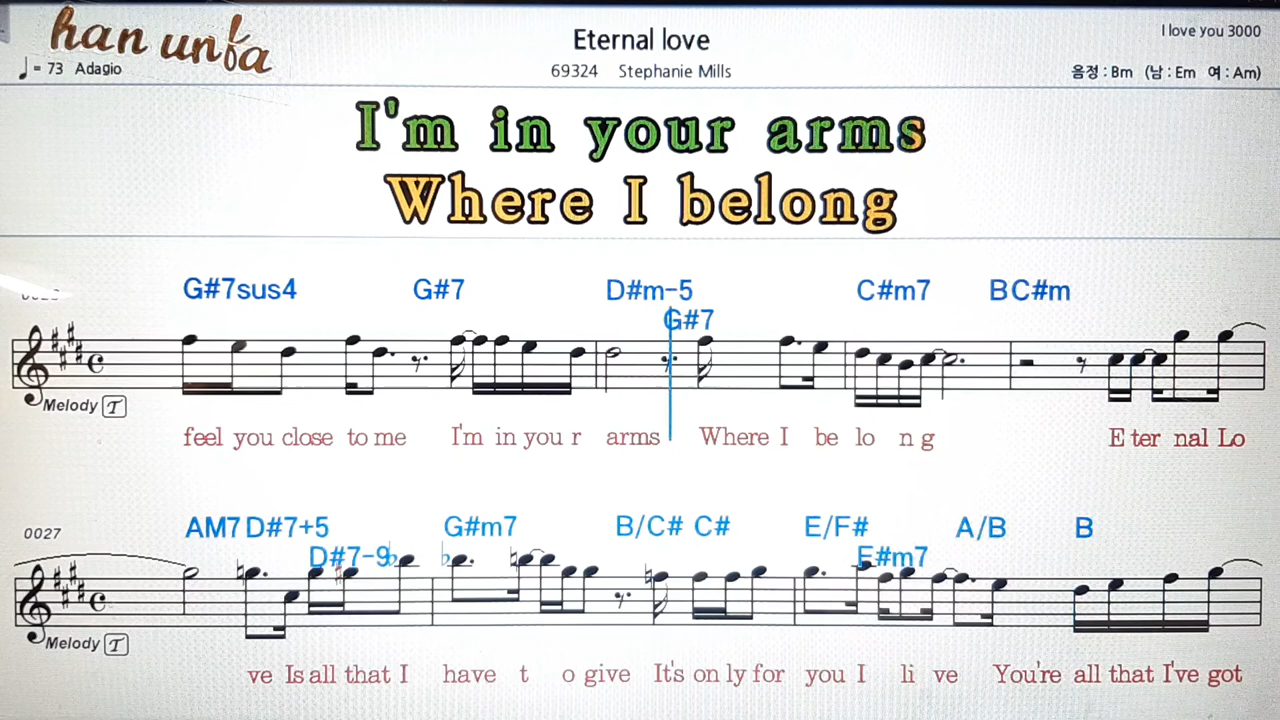 han unfa
♩= 73 Adagio
Eternal love
69324 Stephanie Mills
I love you 3000
음정 : Bm (남 : Em 여 : Am)
I'm in your arms
Where I belong
G#7sus4 G#7 D#m-5 C#m7 B C#m
G#7
Melody T
feel you close to me I'm in you r arms Where I be lo n g E ter nal Lo
0027
AM7 D#7+5 G#m7 B/C# C# E/F# A/B B
D#7-9 F#m7
Melody T
ve Is all that I have t o give It's on ly for you I li ve You're all that I've got